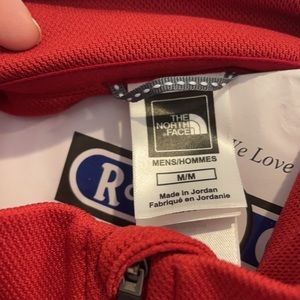 THE
NORTH
FACE
MENS/HOMMES
M/M
Made in Jordan
Fabriqué en Jordanie
We Love
R